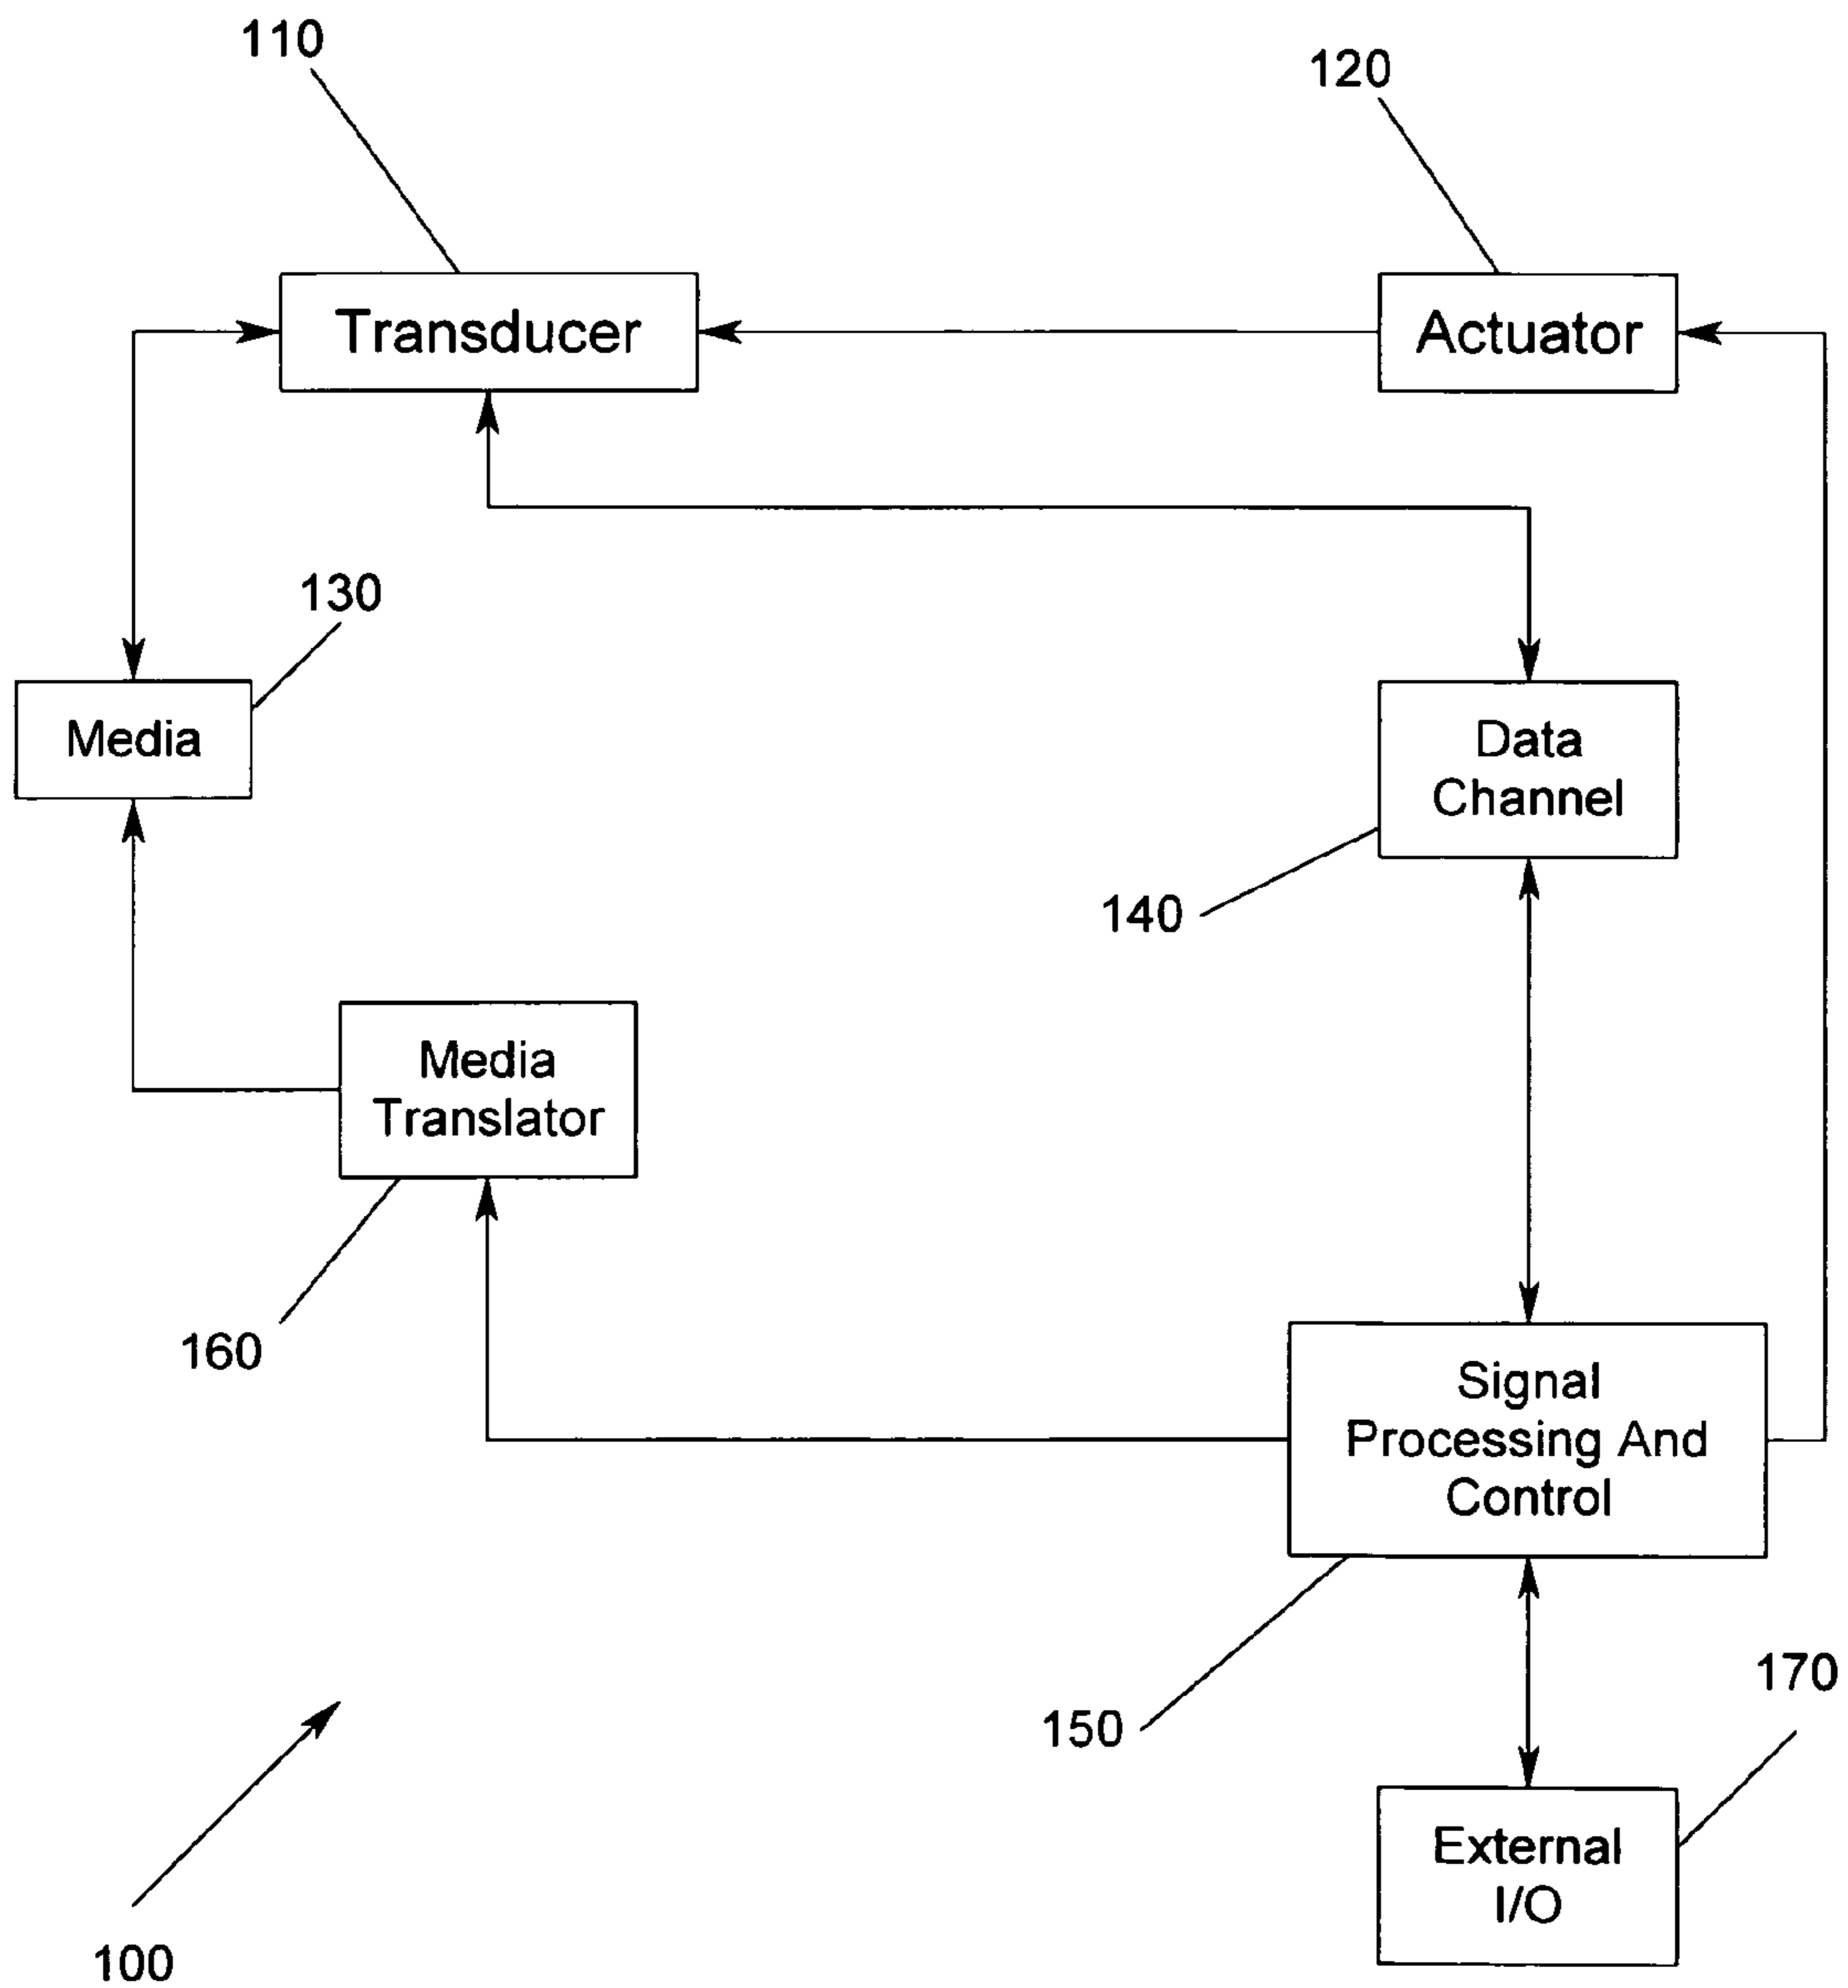 110
120
Transducer
Actuator
130
Media
Data
Channel
140
Media
Translator
160
Signal
Processing And
Control
150
170
External
I/O
100